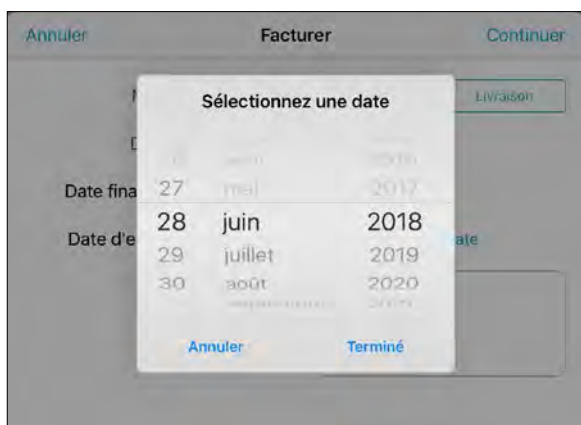 Annuler Facturer Continuer
Sélectionnez une date Livraison
27 mai 2017
Date fina
28 juin 2018
Date d'e ate
29 juillet 2019
30 août 2020
Annuler Terminé